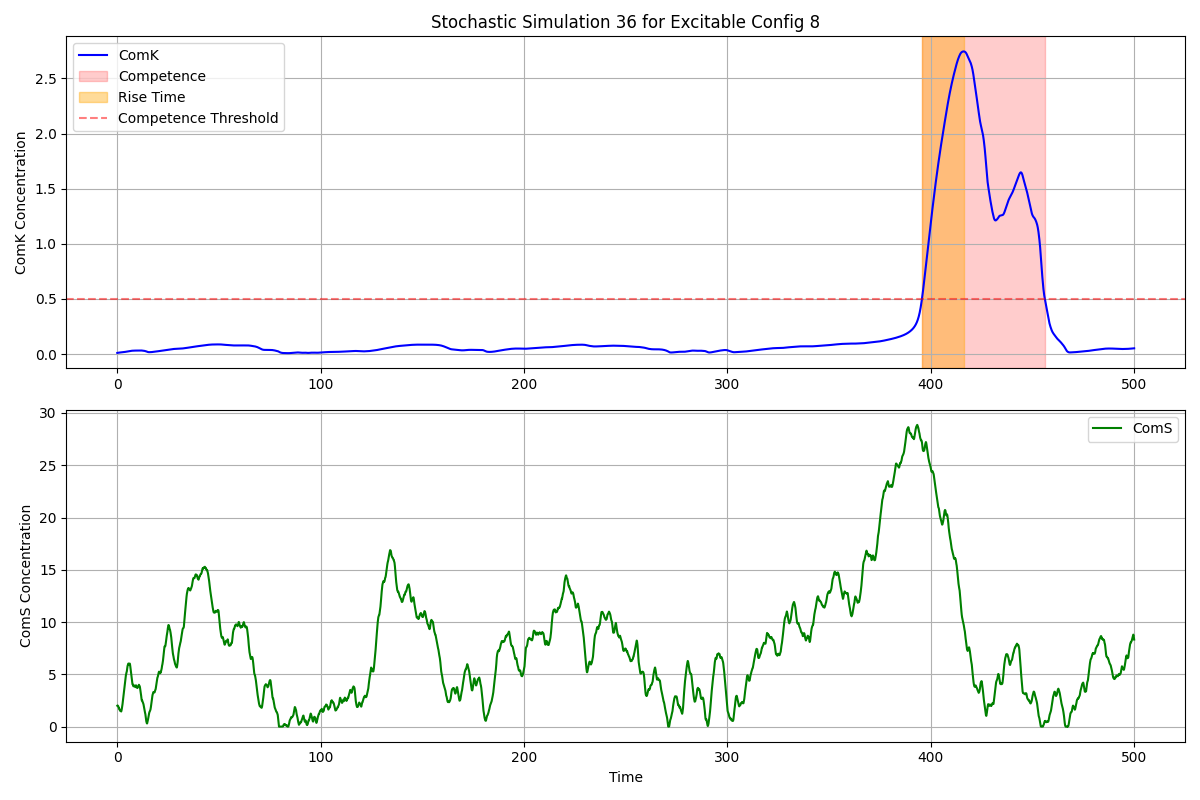 Stochastic Simulation 36 for Excitable Config 8
ComK Concentration
2.5
2.0
1.5
1.0
0.5
0.0
ComK
Competence
Rise Time
Competence Threshold
0 100 200 300 400 500
ComS Concentration
30
25
20
15
10
5
0
ComS
0 100 200 300 400 500
Time